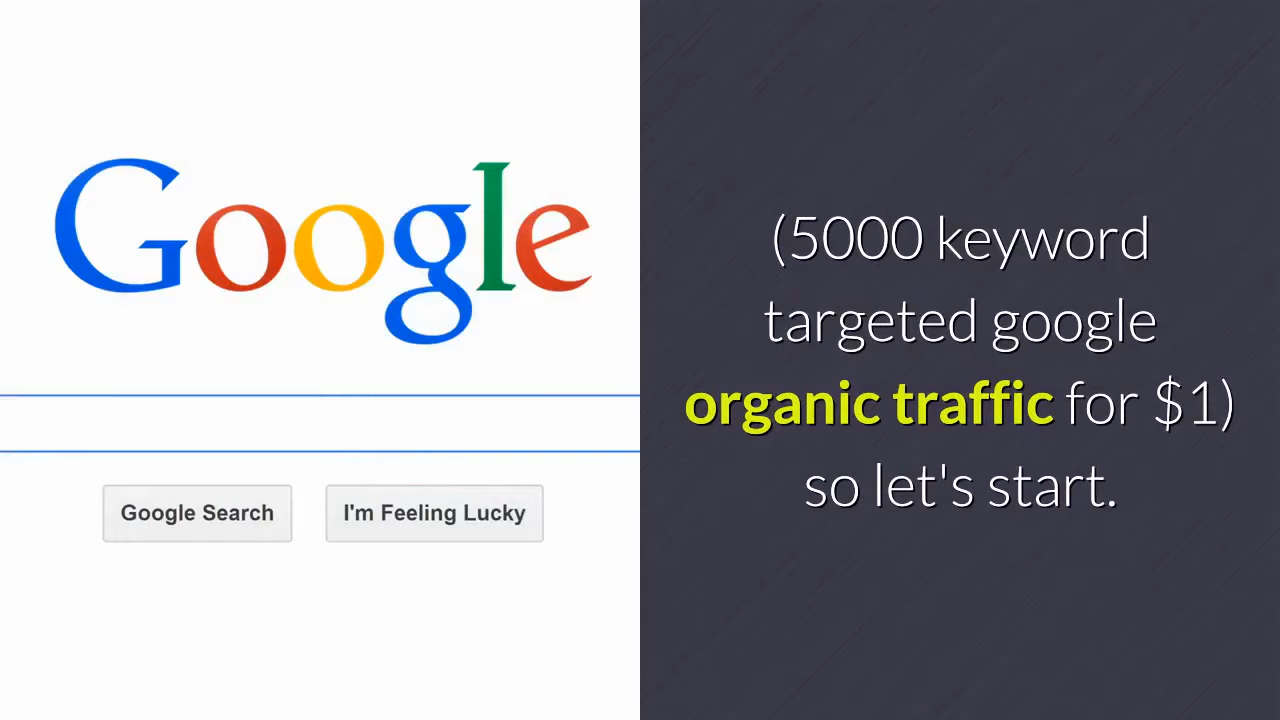 Google
Google Search
I'm Feeling Lucky
(5000 keyword
targeted google
organic traffic for $1)
so let's start.